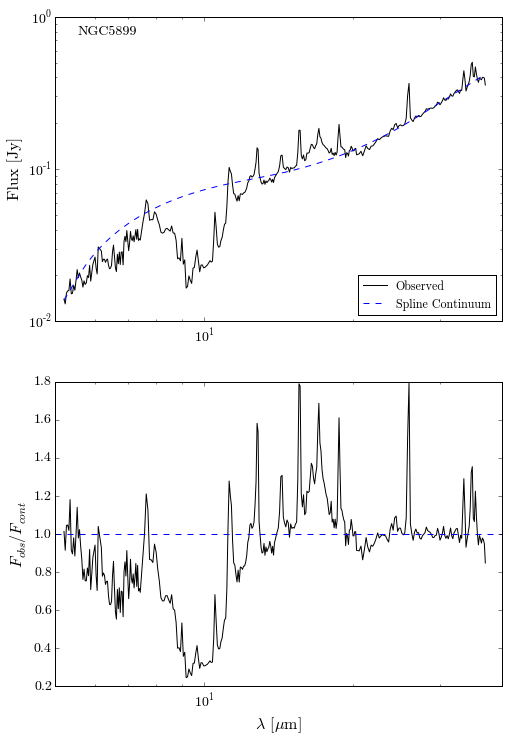 10^0
NGC5899
Flux [Jy]
10^-1
Observed
Spline Continuum
10^-2
10^1
1.8
1.6
1.4
1.2
1.0
0.8
0.6
0.4
0.2
F_obs/F_cont
10^1
λ [μm]